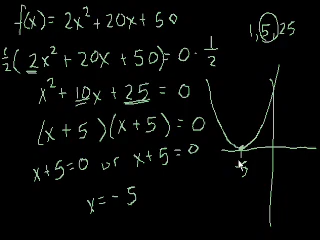 f(x) = 2x² + 20x + 50
1, 5, 25
1/2 (2x² + 20x + 50) = 0 · 1/2
x² + 10x + 25 = 0
(x + 5)(x + 5) = 0
x + 5 = 0 or x + 5 = 0
x = - 5
-5